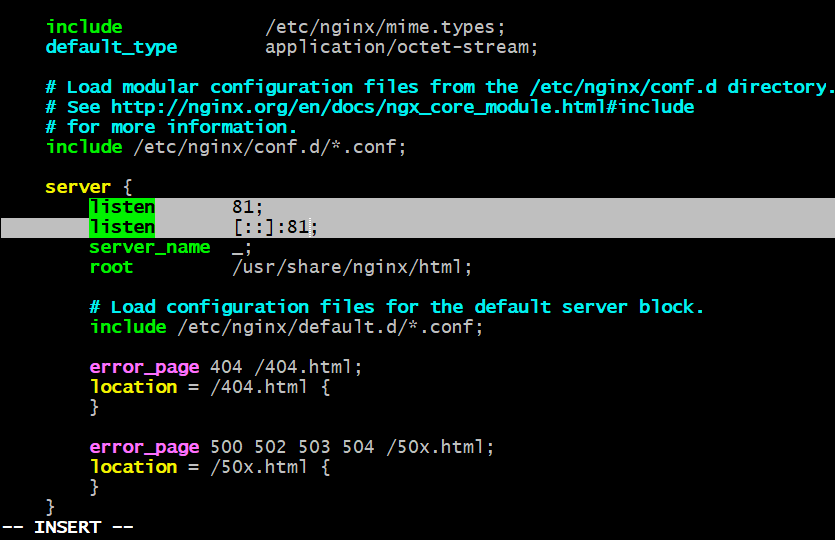 include             /etc/nginx/mime.types;
default_type        application/octet-stream;
# Load modular configuration files from the /etc/nginx/conf.d directory.
# See http://nginx.org/en/docs/ngx_core_module.html#include
# for more information.
include /etc/nginx/conf.d/*.conf;
server {
listen       81;
listen       [::]:81;
server_name  _;
root         /usr/share/nginx/html;
# Load configuration files for the default server block.
include /etc/nginx/default.d/*.conf;
error_page 404 /404.html;
location = /404.html {
}
error_page 500 502 503 504 /50x.html;
location = /50x.html {
}
}
-- INSERT --